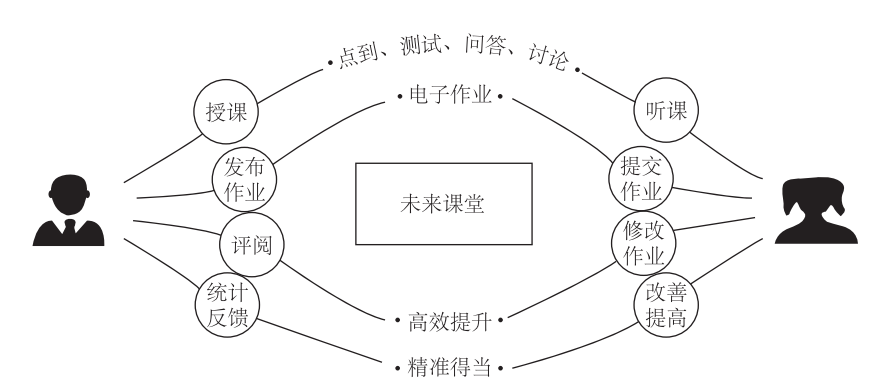 点到、测试、问答、讨论
授课
听课
·电子作业·
发布
作业
提交
作业
未来课堂
评阅
修改
作业
统计
反馈
改善
提高
·高效提升·
·精准得当·